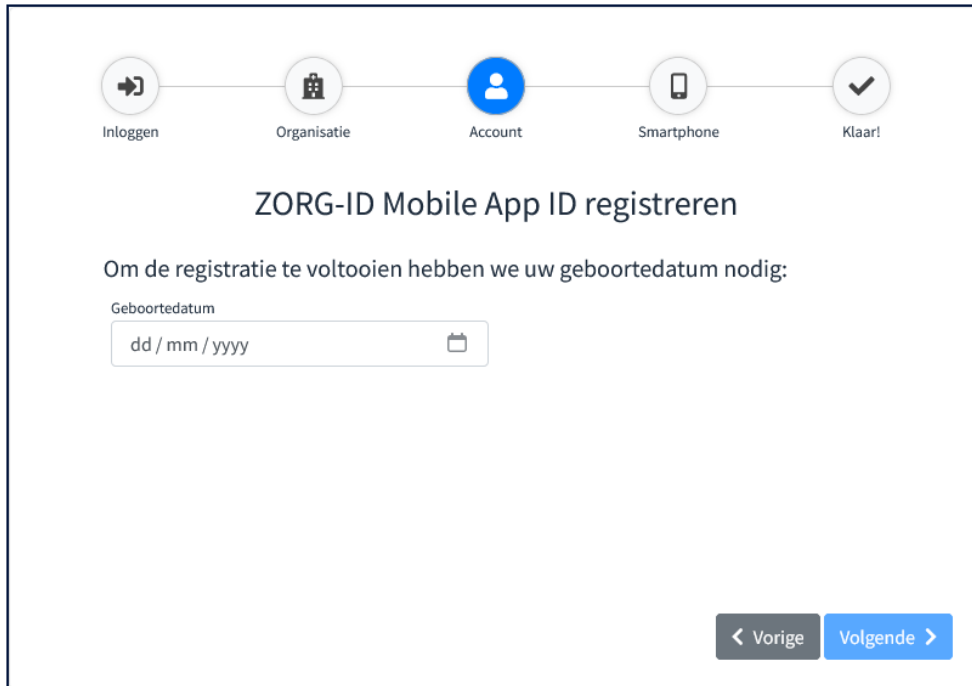 Inloggen Organisatie Account Smartphone Klaar!
ZORG-ID Mobile App ID registreren
Om de registratie te voltooien hebben we uw geboortedatum nodig:
Geboortedatum
dd / mm / yyyy
Vorige Volgende